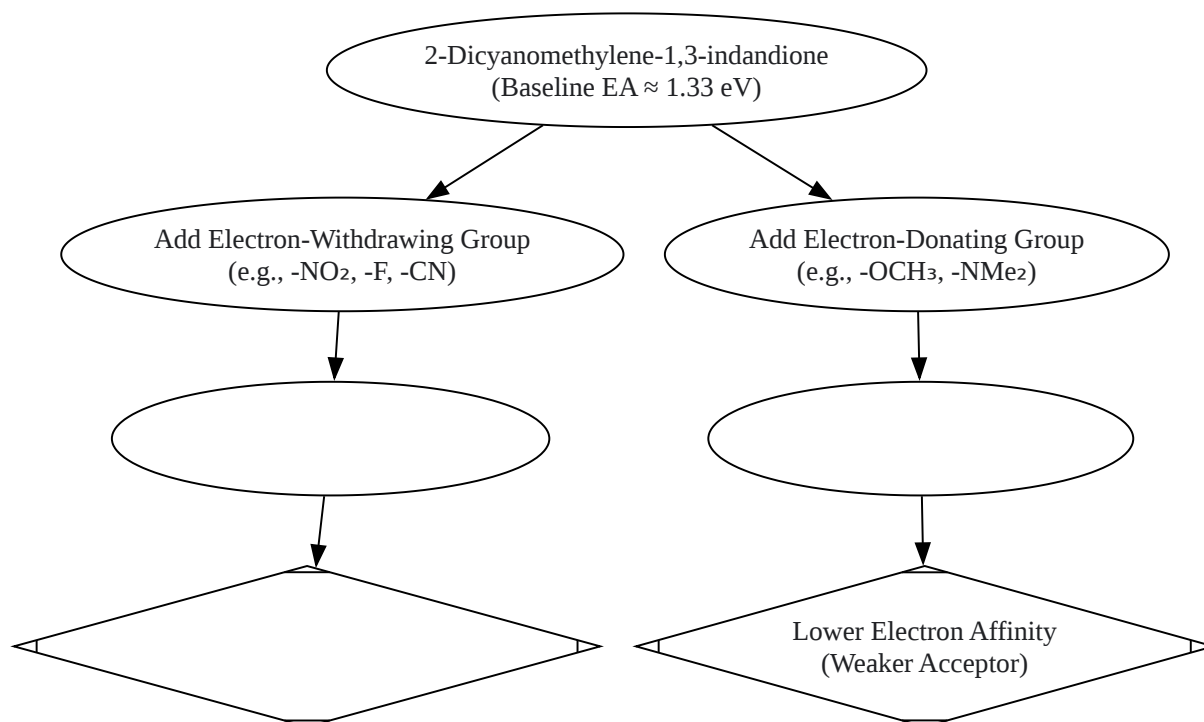 2-Dicyanomethylene-1,3-indandione
(Baseline EA ≈ 1.33 eV)
Add Electron-Withdrawing Group
(e.g., -NO₂, -F, -CN)
Add Electron-Donating Group
(e.g., -OCH₃, -NMe₂)
Lower Electron Affinity
(Weaker Acceptor)